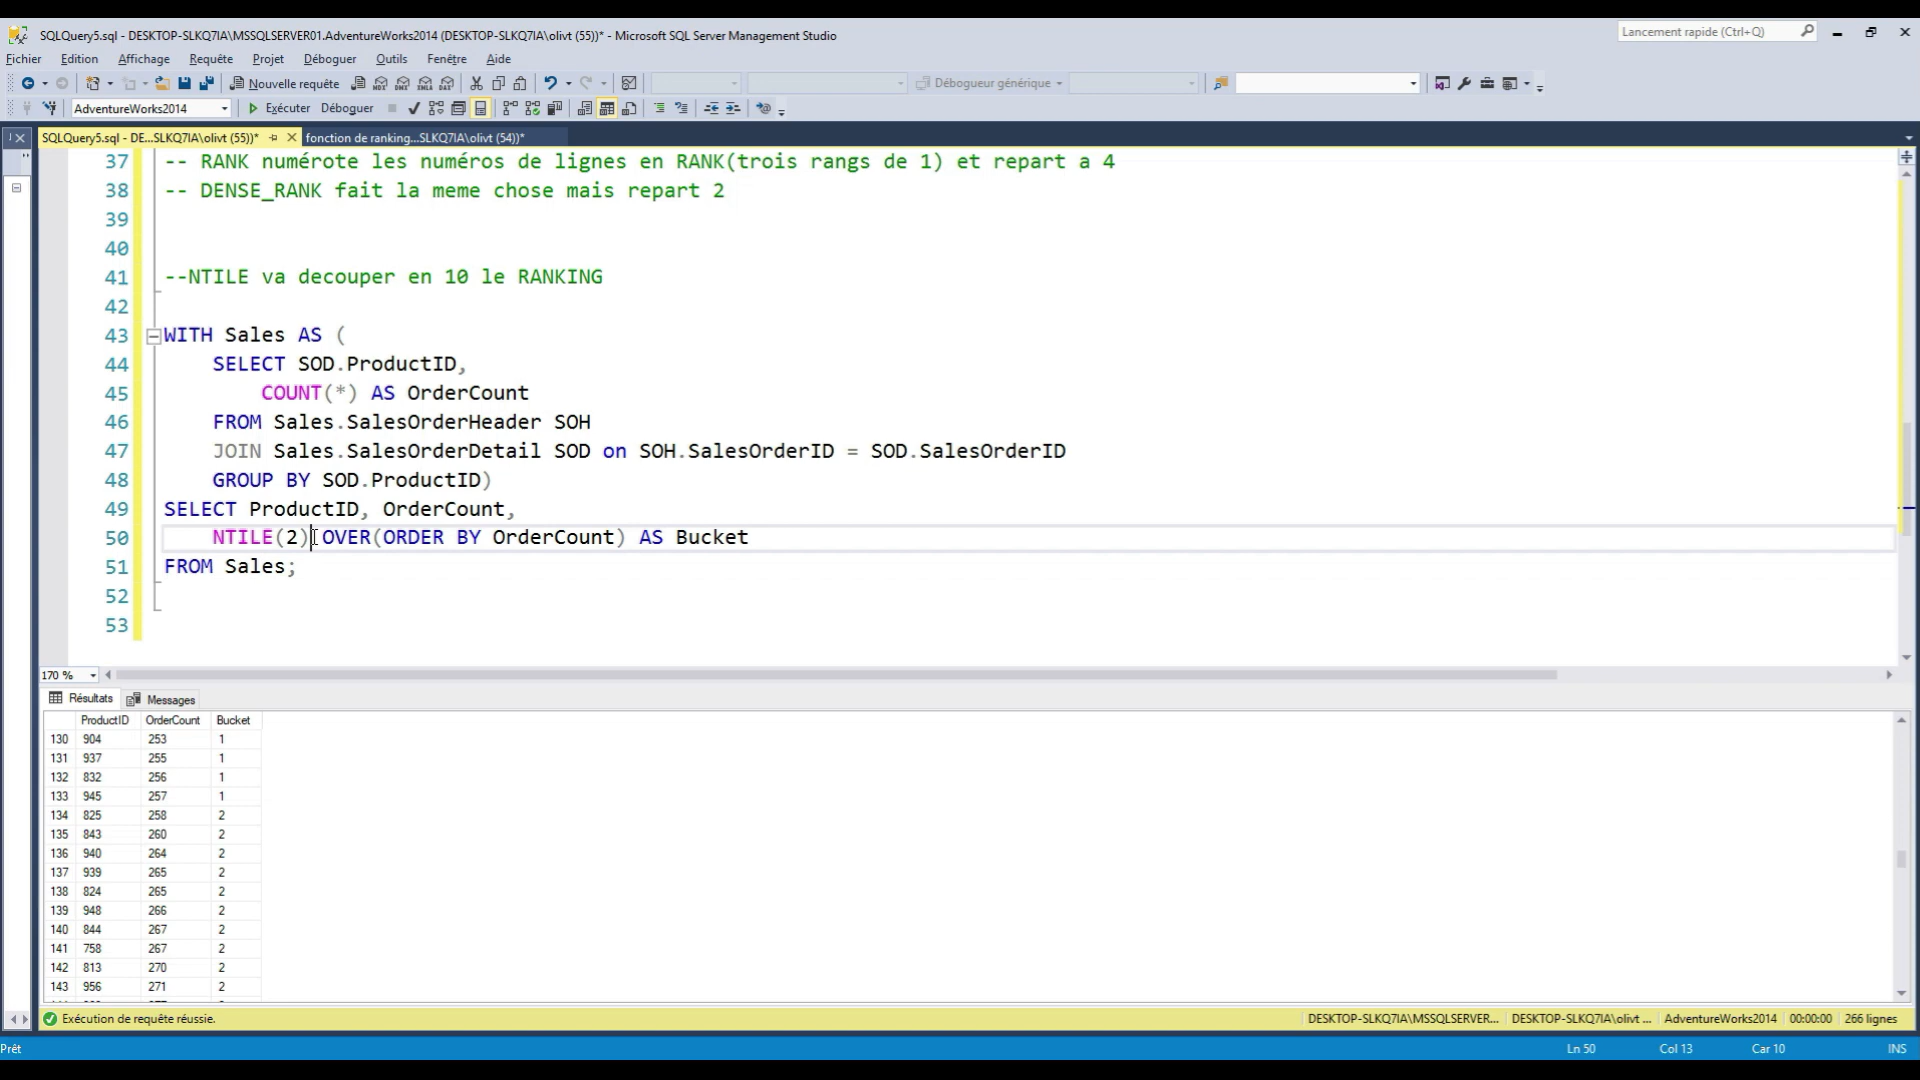 SQLQuery5.sql - DESKTOP-SLKQ7IA\MSSQLSERVER01.AdventureWorks2014 (DESKTOP-SLKQ7IA\olivt (55))* - Microsoft SQL Server Management Studio
Lancement rapide (Ctrl+Q)
Fichier Edition Affichage Requête Projet Déboguer Outils Fenêtre Aide
Nouvelle requête Débogueur générique
AdventureWorks2014 Exécuter Déboguer
SQLQuery5.sql - DE...SLKQ7IA\olivt (55))* fonction de ranking...SLKQ7IA\olivt (54))*
37 -- RANK numérote les numéros de lignes en RANK(trois rangs de 1) et repart a 4
38 -- DENSE_RANK fait la meme chose mais repart 2
39
40
41 --NTILE va decouper en 10 le RANKING
42
43 WITH Sales AS (
44 SELECT SOD.ProductID,
45 COUNT(*) AS OrderCount
46 FROM Sales.SalesOrderHeader SOH
47 JOIN Sales.SalesOrderDetail SOD on SOH.SalesOrderID = SOD.SalesOrderID
48 GROUP BY SOD.ProductID)
49 SELECT ProductID, OrderCount,
50 NTILE(2) OVER(ORDER BY OrderCount) AS Bucket
51 FROM Sales;
52
53
170 %
Résultats Messages
ProductID OrderCount Bucket
130 904 253 1
131 937 255 1
132 832 256 1
133 945 257 1
134 825 258 2
135 843 260 2
136 940 264 2
137 939 265 2
138 824 265 2
139 948 266 2
140 844 267 2
141 758 267 2
142 813 270 2
143 956 271 2
Exécution de requête réussie. DESKTOP-SLKQ7IA\MSSQLSERVER... DESKTOP-SLKQ7IA\olivt ... AdventureWorks2014 00:00:00 266 lignes
Prêt Ln 50 Col 13 Car 10 INS